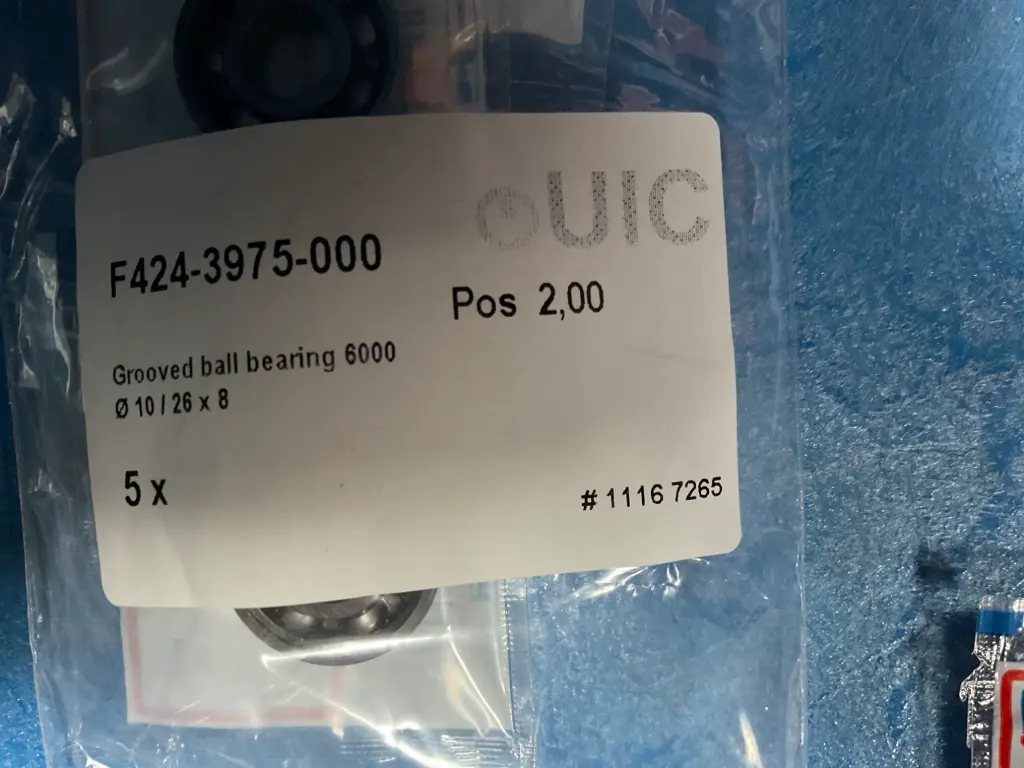 UIC
F424-3975-000
Pos 2,00
Grooved ball bearing 6000
Ø 10 / 26 x 8
5 x
# 1116 7265